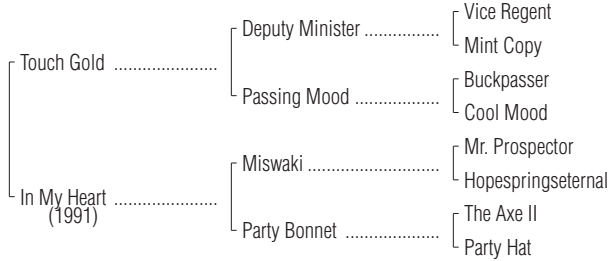 Vice Regent
Deputy Minister ..................
Mint Copy
Touch Gold .........................
Buckpasser
Passing Mood ....................
Cool Mood
Mr. Prospector
Miswaki ................................
Hopespringseternal
In My Heart .........................
(1991)
The Axe II
Party Bonnet ......................
Party Hat